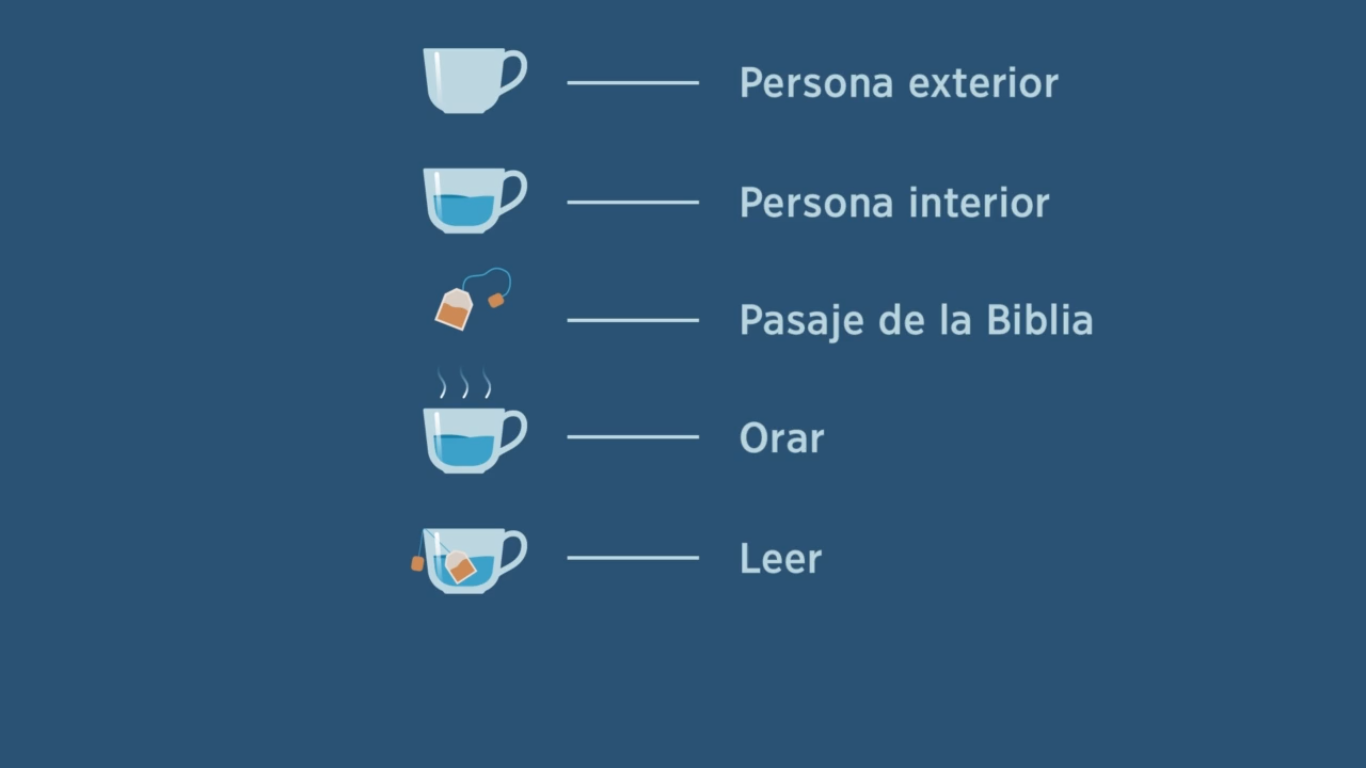 Persona exterior
Persona interior
Pasaje de la Biblia
Orar
Leer